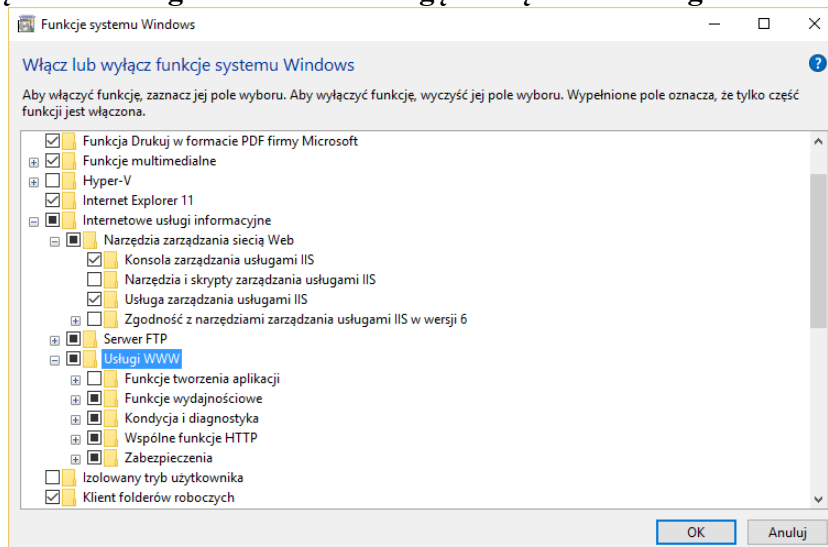 Funkcje systemu Windows
Włącz lub wyłącz funkcje systemu Windows
Aby włączyć funkcję, zaznacz jej pole wyboru. Aby wyłączyć funkcję, wyczyść jej pole wyboru. Wypełnione pole oznacza, że tylko część
funkcji jest włączona.
Funkcja Drukuj w formacie PDF firmy Microsoft
Funkcje multimedialne
Hyper-V
Internet Explorer 11
Internetowe usługi informacyjne
Narzędzia zarządzania siecią Web
Konsola zarządzania usługami IIS
Narzędzia i skrypty zarządzania usługami IIS
Usługa zarządzania usługami IIS
Zgodność z narzędziami zarządzania usługami IIS w wersji 6
Serwer FTP
Usługi WWW
Funkcje tworzenia aplikacji
Funkcje wydajnościowe
Kondycja i diagnostyka
Wspólne funkcje HTTP
Zabezpieczenia
Izolowany tryb użytkownika
Klient folderów roboczych
OK Anuluj